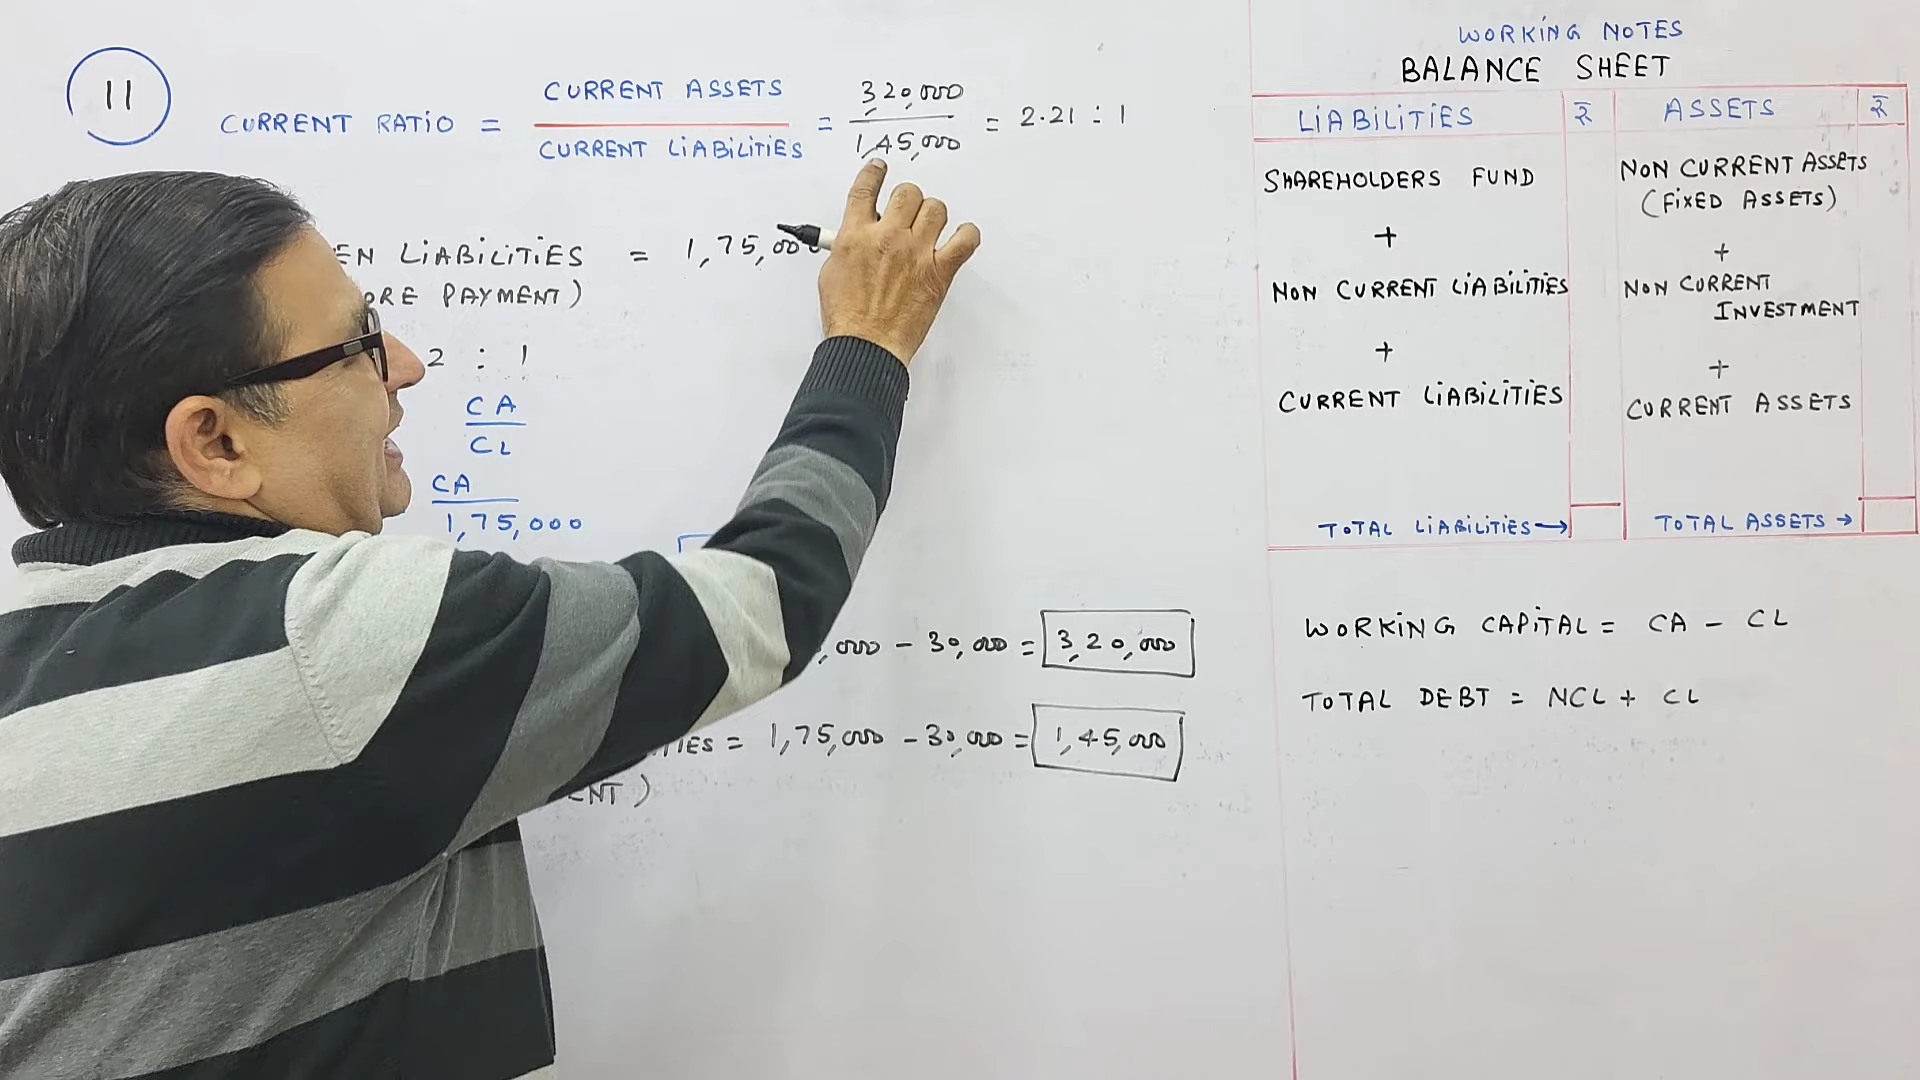 11
CURRENT RATIO = CURRENT ASSETS / CURRENT LIABILITIES = 3,20,000 / 1,45,000 = 2.21 : 1
LIABILITIES = 1,75,000
PAYMENT)
2 : 1
CA
CL
CA
1,75,000
- 30,000 = 3,20,000
= 1,75,000 - 30,000 = 1,45,000
WORKING NOTES
BALANCE SHEET
LIABILITIES ₹ ASSETS ₹
SHAREHOLDERS FUND
+
NON CURRENT LIABILITIES
+
CURRENT LIABILITIES
TOTAL LIABILITIES →
NON CURRENT ASSETS
(FIXED ASSETS)
+
NON CURRENT
INVESTMENT
+
CURRENT ASSETS
TOTAL ASSETS →
WORKING CAPITAL = CA - CL
TOTAL DEBT = NCL + CL